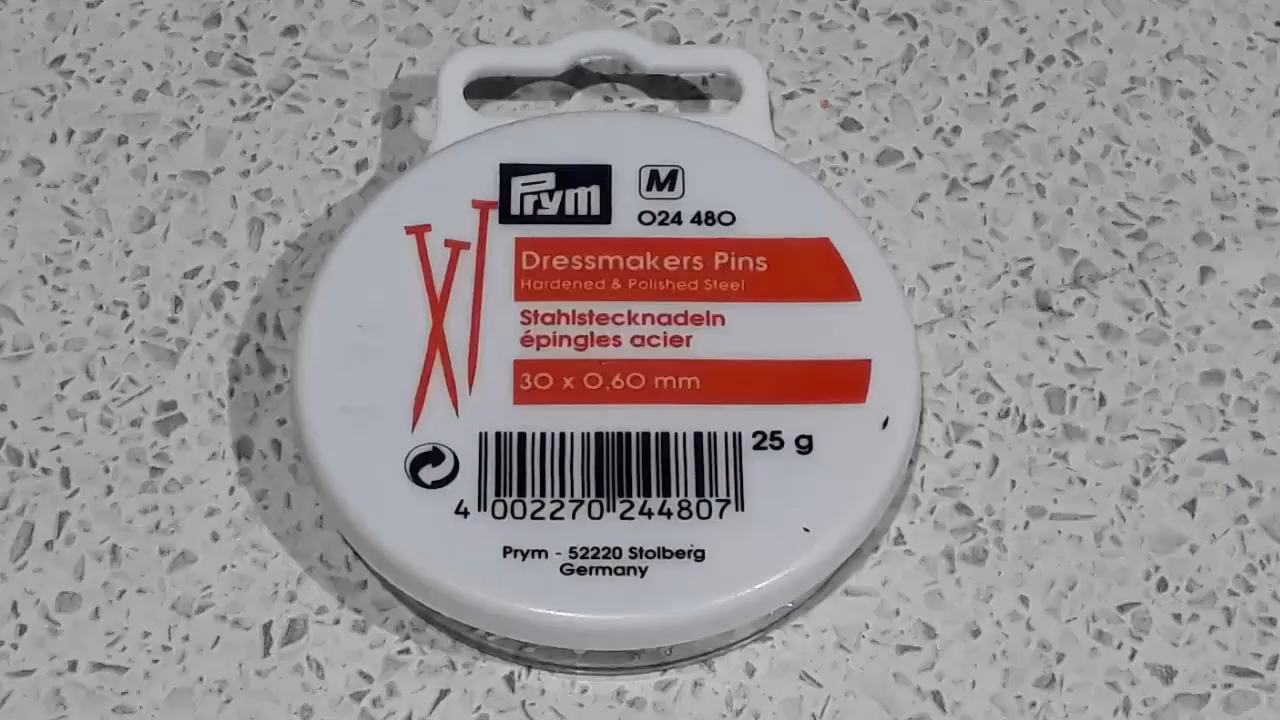 Prym
M
024 480
Dressmakers Pins
Hardened & Polished Steel
Stahlstecknadeln
épingles acier
30 x 0,60 mm
25 g
4 002270 244807
Prym - 52220 Stolberg
Germany